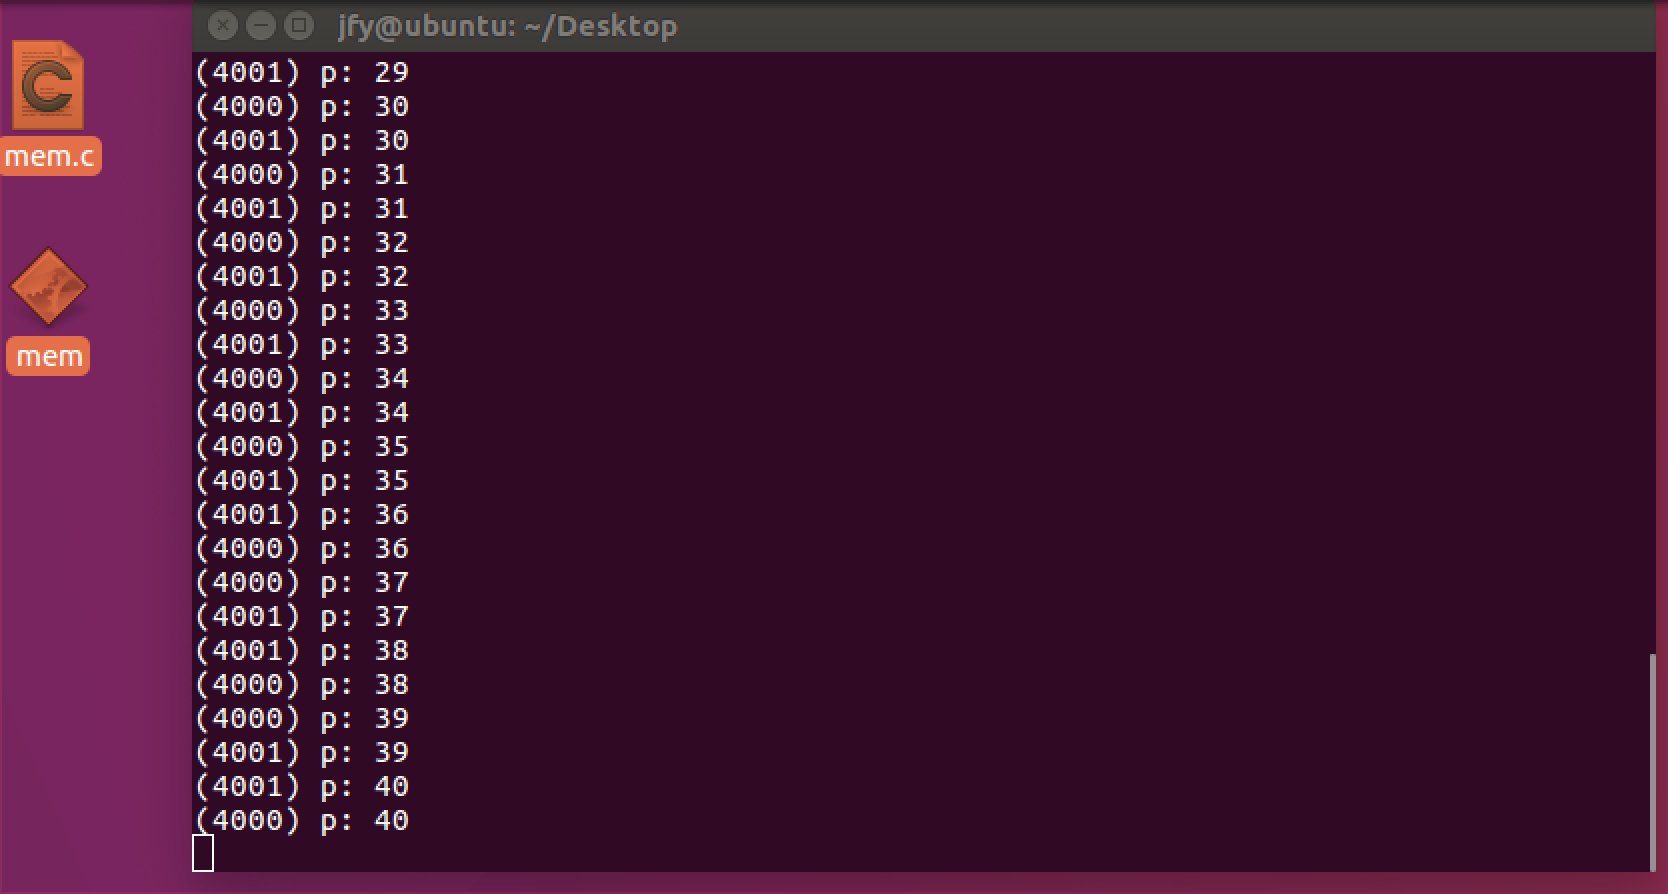 jfy@ubuntu: ~/Desktop
mem.c
mem
(4001) p: 29
(4000) p: 30
(4001) p: 30
(4000) p: 31
(4001) p: 31
(4000) p: 32
(4001) p: 32
(4000) p: 33
(4001) p: 33
(4000) p: 34
(4001) p: 34
(4000) p: 35
(4001) p: 35
(4001) p: 36
(4000) p: 36
(4000) p: 37
(4001) p: 37
(4001) p: 38
(4000) p: 38
(4000) p: 39
(4001) p: 39
(4001) p: 40
(4000) p: 40